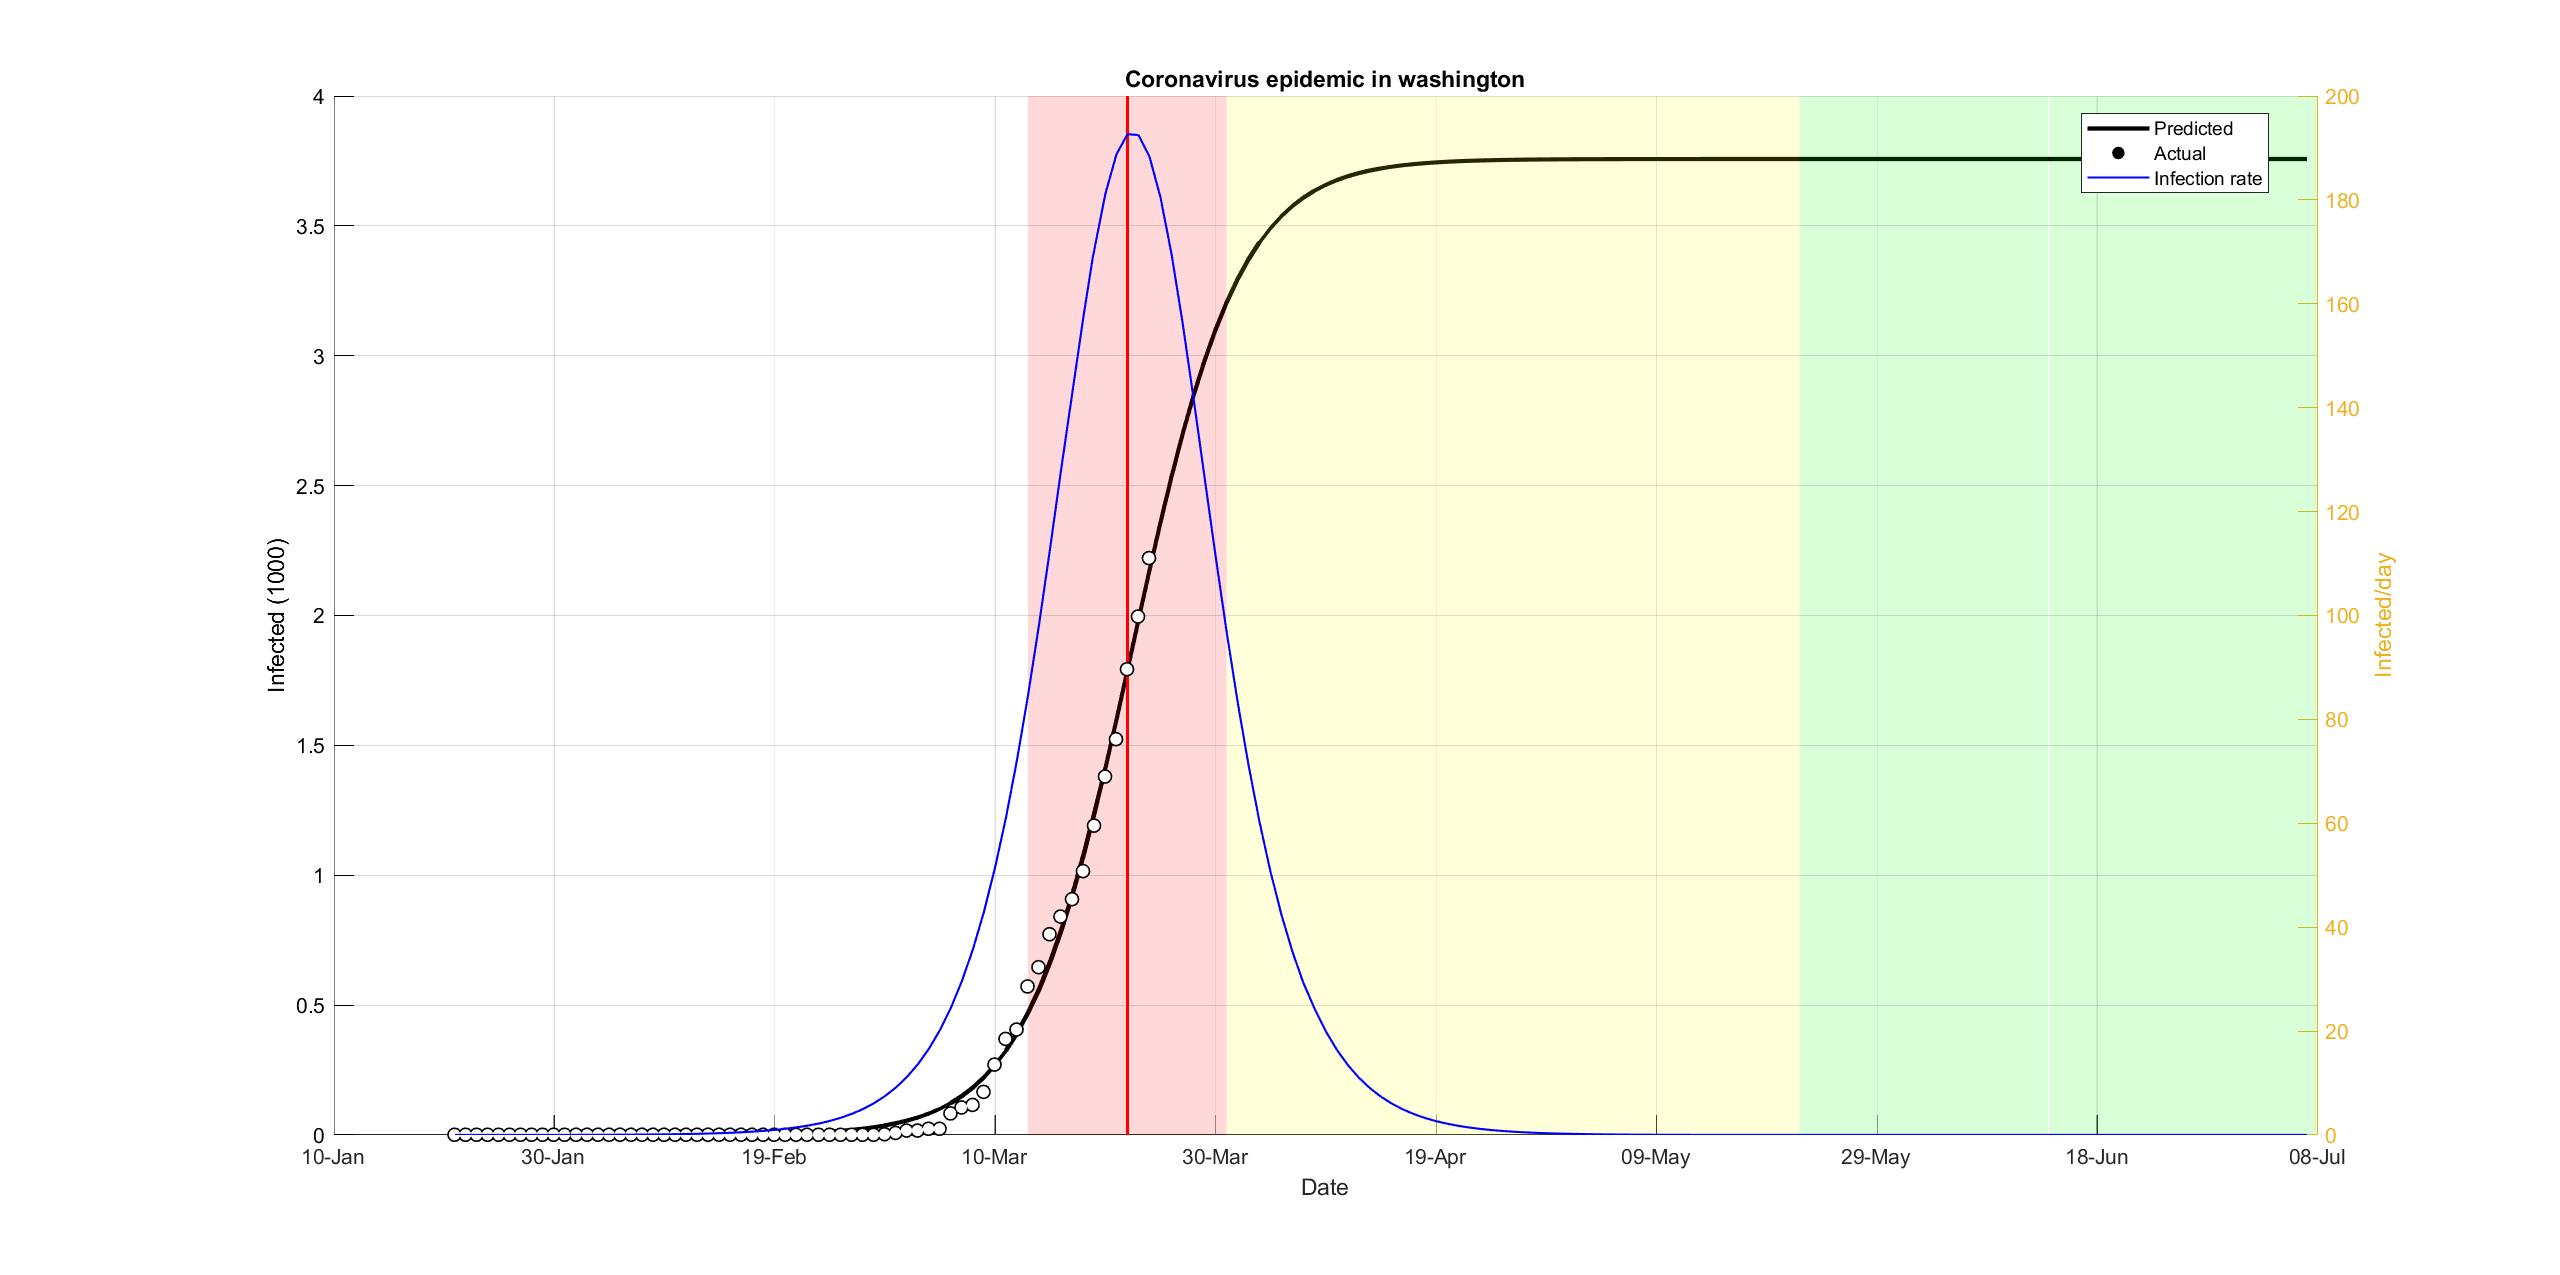 Coronavirus epidemic in washington
4
3.5
3
2.5
2
1.5
1
0.5
0
Infected (1000)
200
180
160
140
120
100
80
60
40
20
0
Infected/day
Predicted
Actual
Infection rate
10-Jan
30-Jan
19-Feb
10-Mar
30-Mar
19-Apr
09-May
29-May
18-Jun
08-Jul
Date